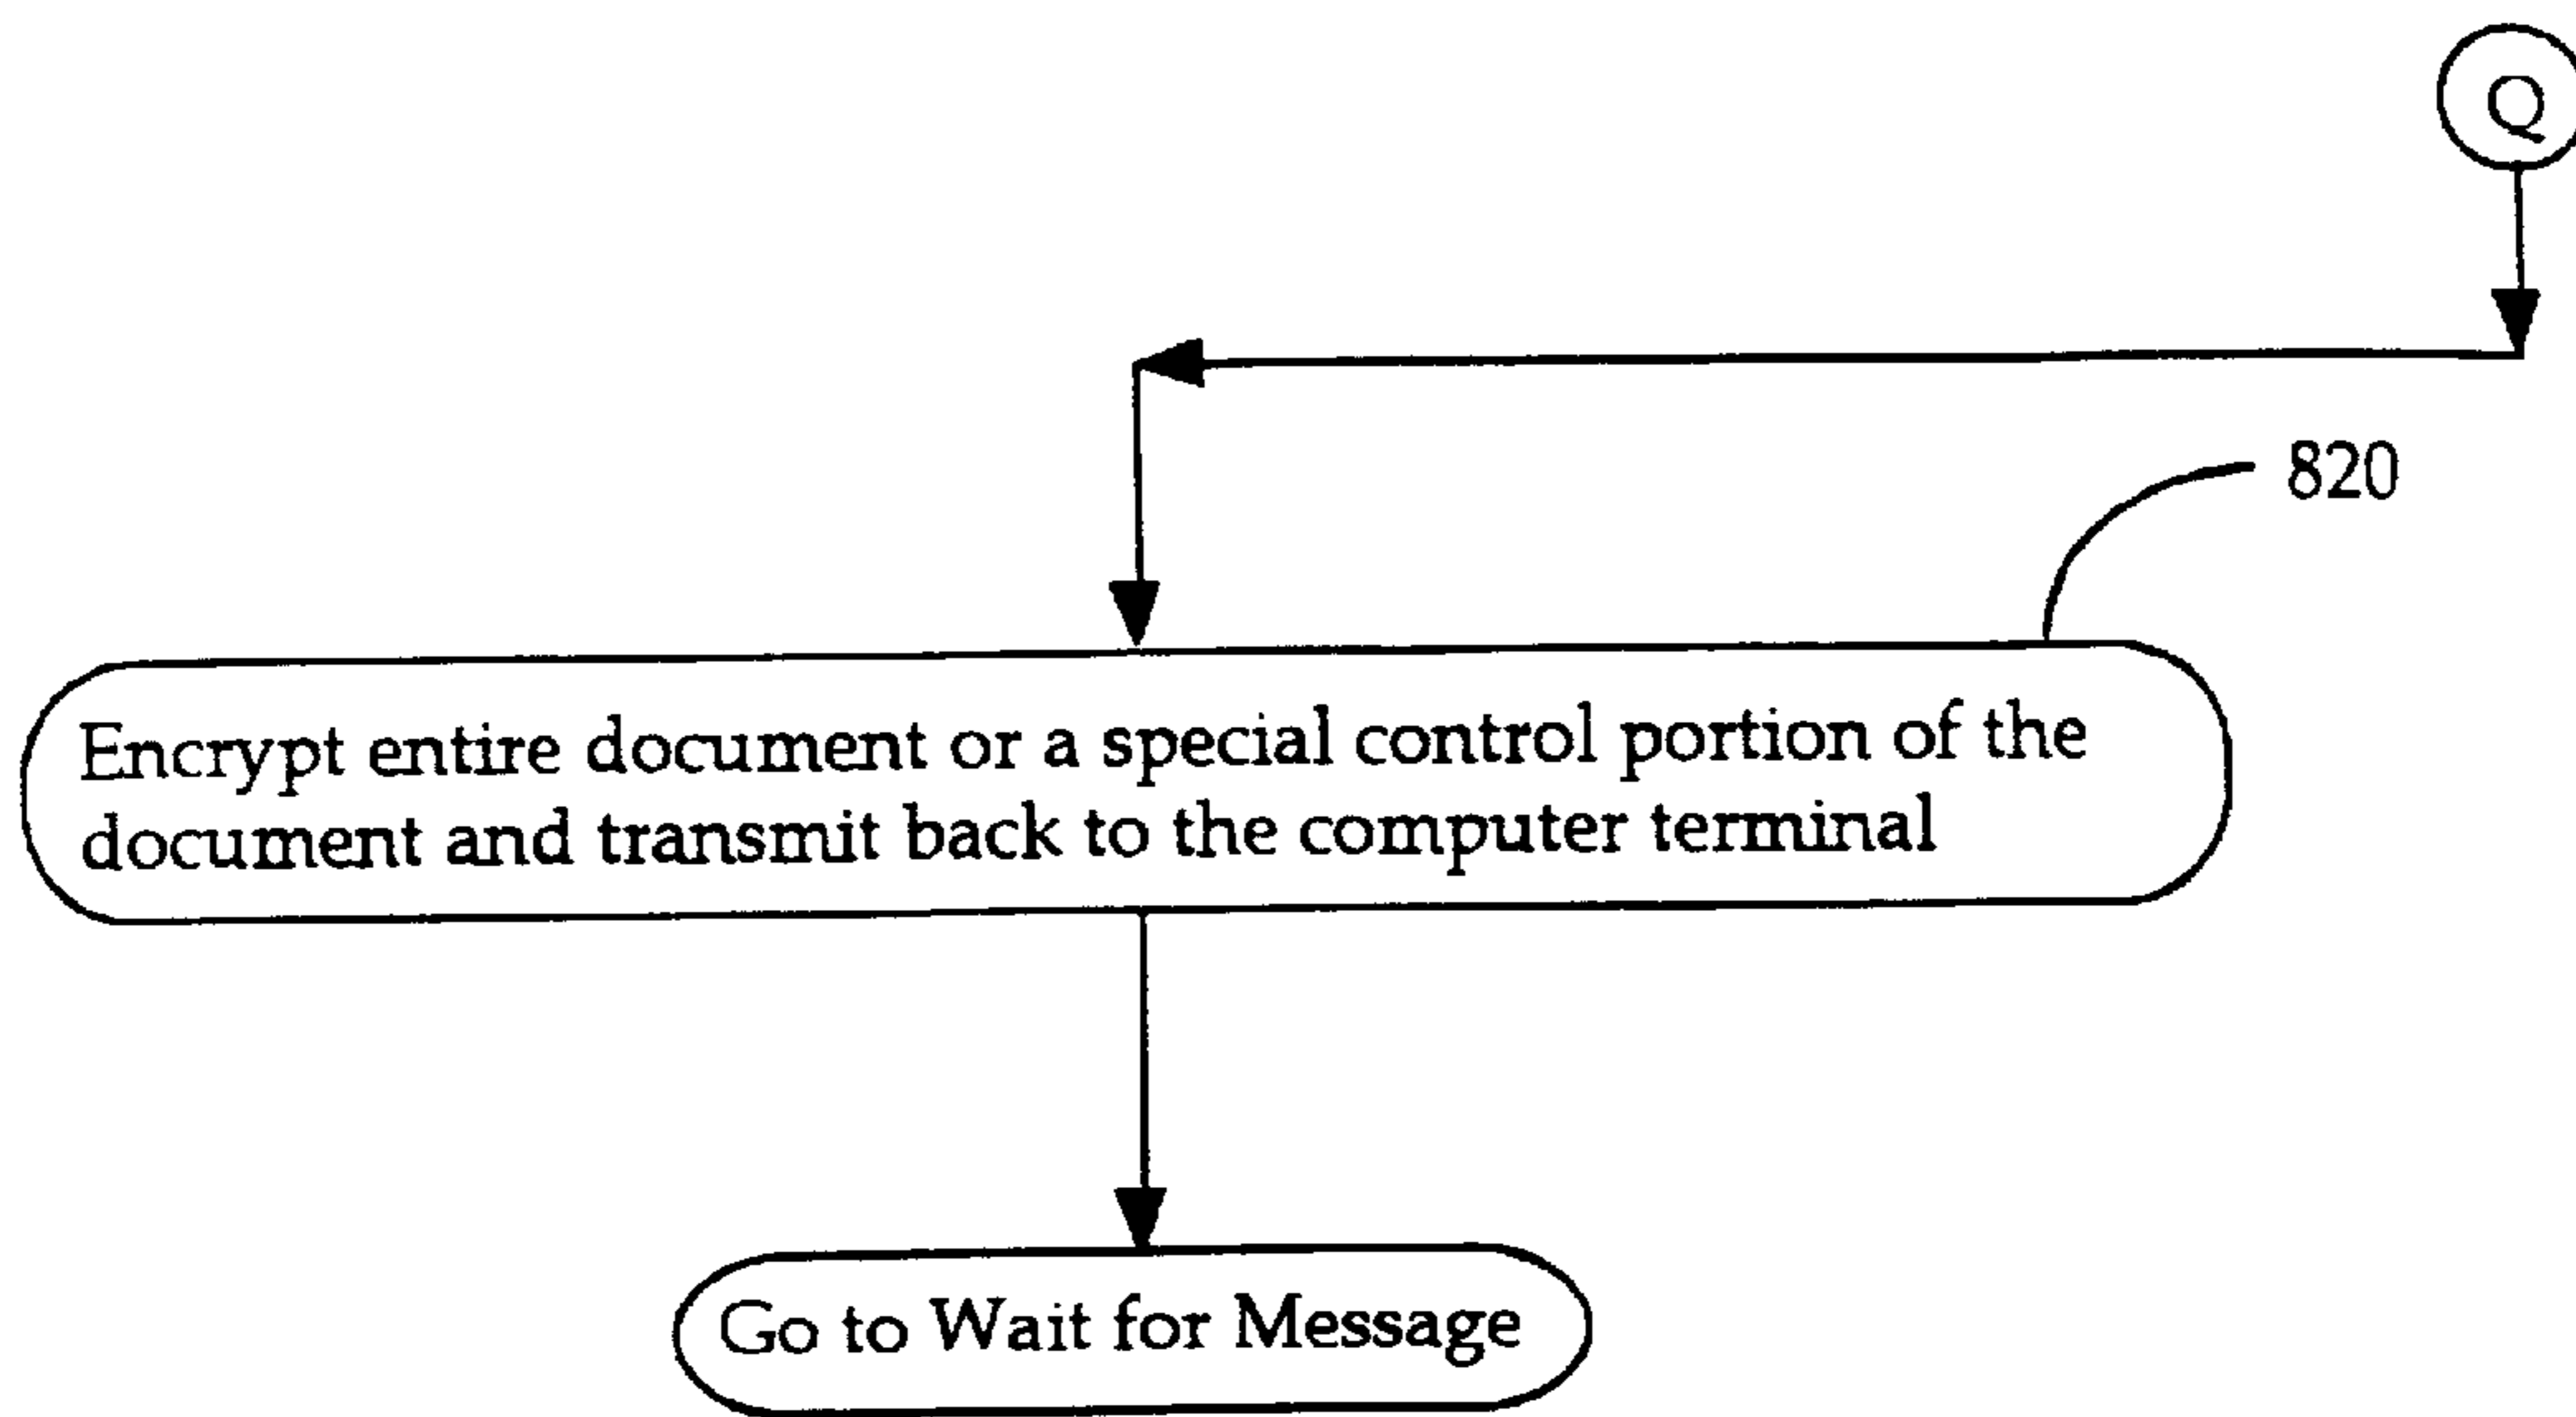 Q
820
Encrypt entire document or a special control portion of the
document and transmit back to the computer terminal
Go to Wait for Message